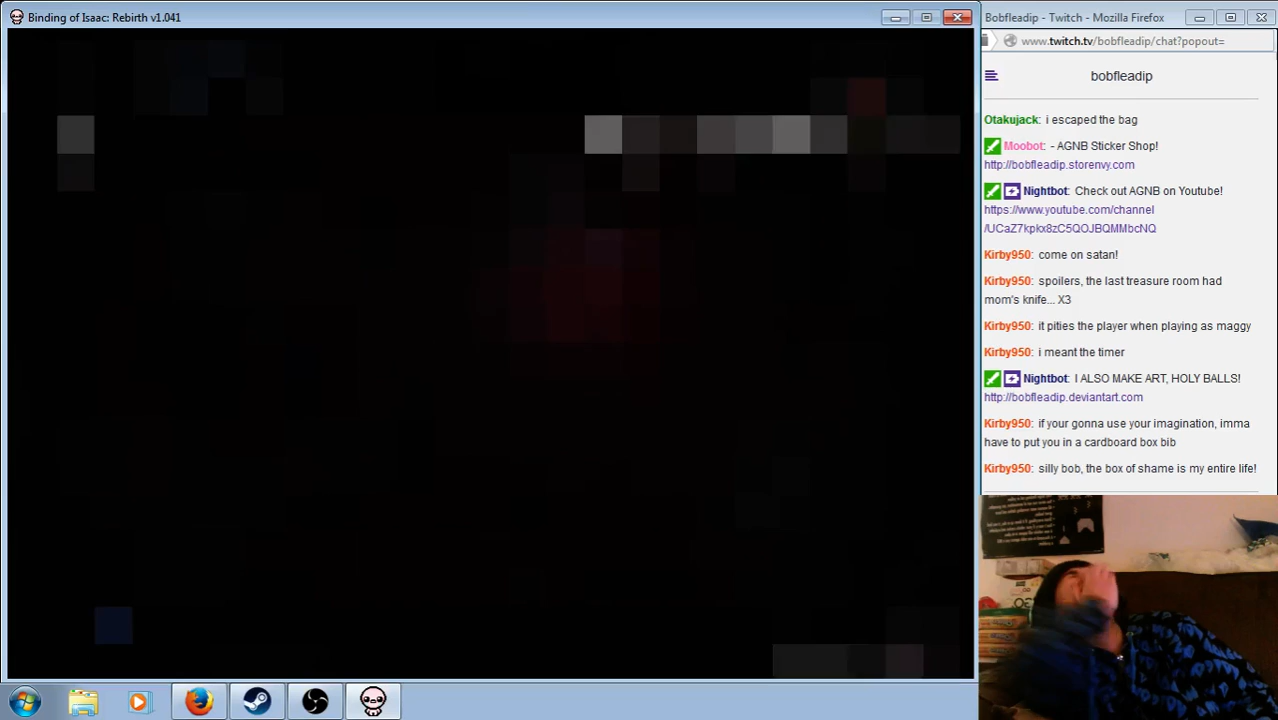 Binding of Isaac: Rebirth v1.041
Bobfleadip - Twitch - Mozilla Firefox
www.twitch.tv/bobfleadip/chat?popout=
bobfleadip
Otakujack: i escaped the bag
Moobot: - AGNB Sticker Shop!
http://bobfleadip.storenvy.com
Nightbot: Check out AGNB on Youtube!
https://www.youtube.com/channel
/UCaZ7kpkx8zC5QOJBQMMbcNQ
Kirby950: come on satan!
Kirby950: spoilers, the last treasure room had
mom's knife... X3
Kirby950: it pities the player when playing as maggy
Kirby950: i meant the timer
Nightbot: I ALSO MAKE ART, HOLY BALLS!
http://bobfleadip.deviantart.com
Kirby950: if your gonna use your imagination, imma
have to put you in a cardboard box bib
Kirby950: silly bob, the box of shame is my entire life!